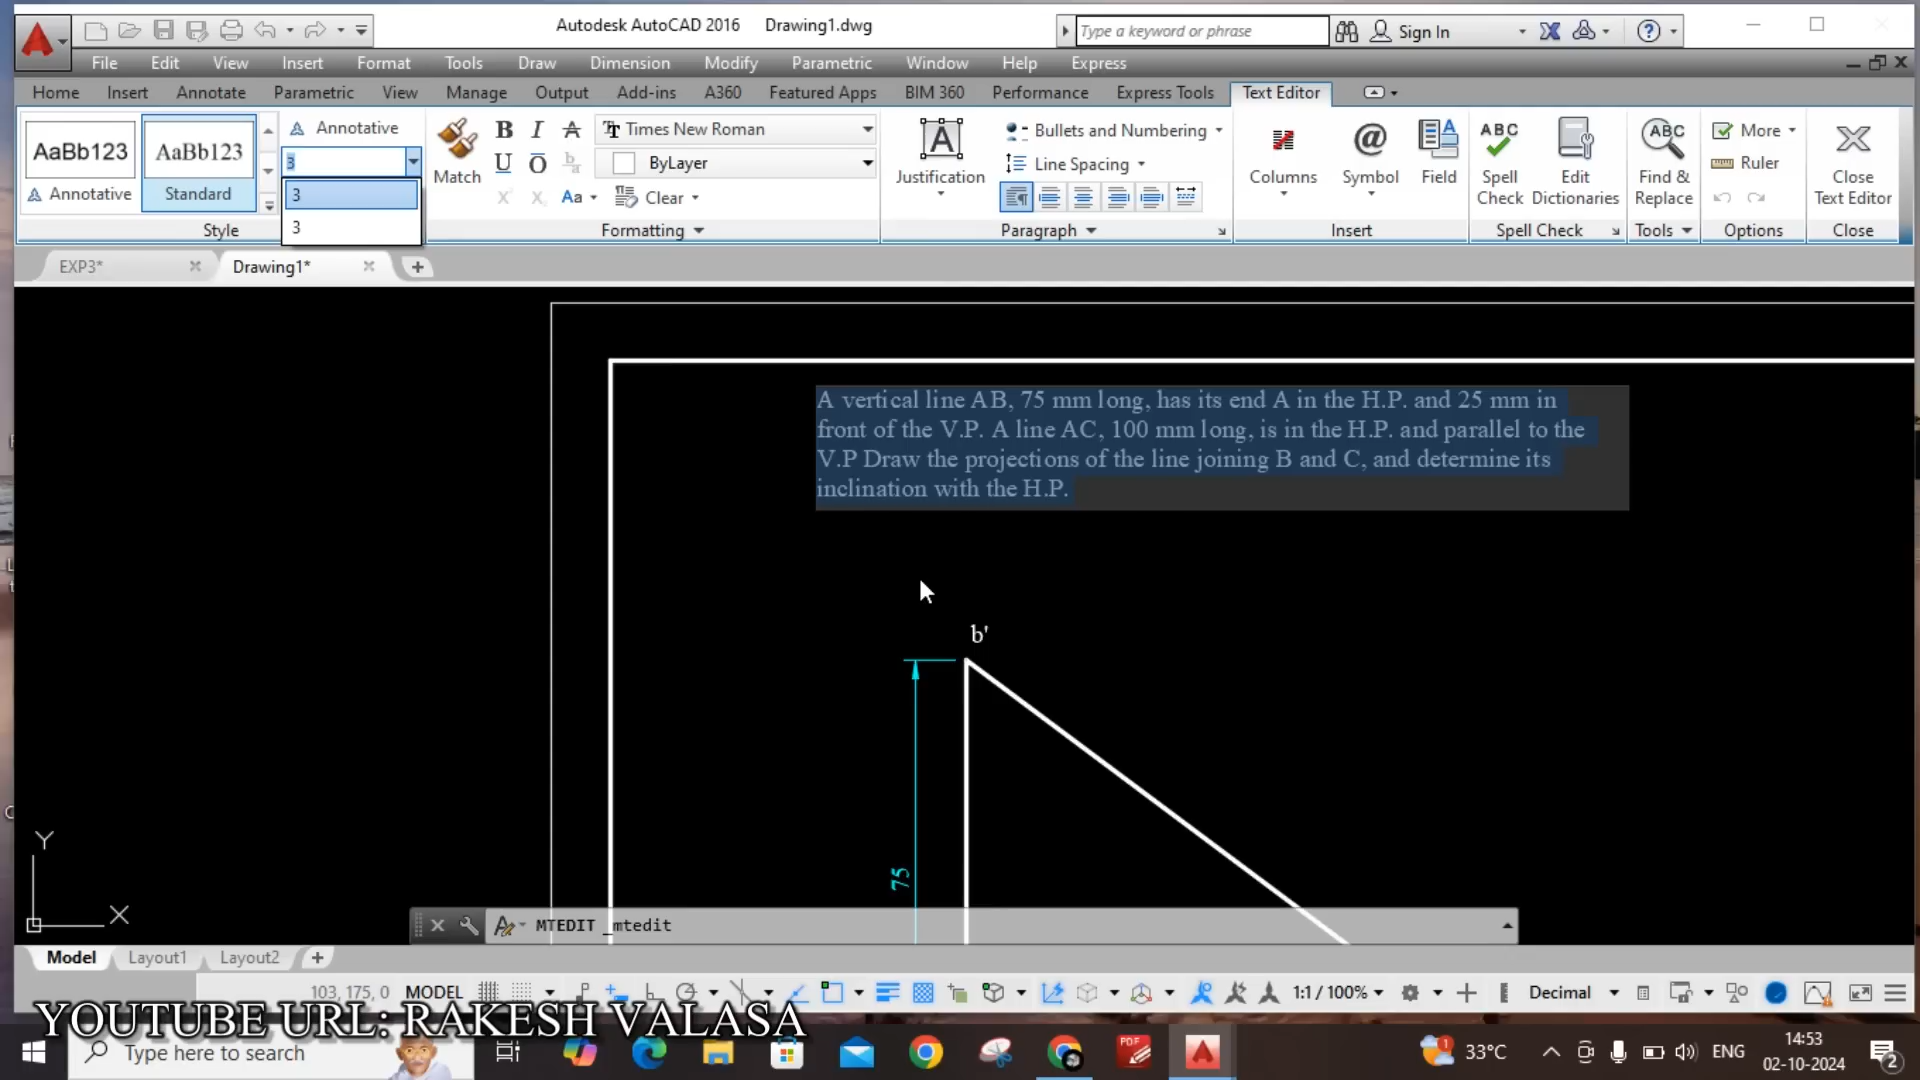 Autodesk AutoCAD 2016 Drawing1.dwg
Type a keyword or phrase
Sign In
File Edit View Insert Format Tools Draw Dimension Modify Parametric Window Help Express
Home Insert Annotate Parametric View Manage Output Add-ins A360 Featured Apps BIM 360 Performance Express Tools Text Editor
AaBb123
Annotative
AaBb123
Standard
Annotative
3
3
3
Style
Match
B I A
U O
Aa
Times New Roman
ByLayer
Clear
Formatting
A
Justification
Bullets and Numbering
Line Spacing
Paragraph
Columns
@
Symbol
Field
Insert
ABC
Spell
Check
Edit
Dictionaries
Spell Check
ABC
Find &
Replace
Tools
More
Ruler
Options
Close
Text Editor
Close
EXP3*
Drawing1*
A vertical line AB, 75 mm long, has its end A in the H.P. and 25 mm in
front of the V.P. A line AC, 100 mm long, is in the H.P. and parallel to the
V.P Draw the projections of the line joining B and C, and determine its
inclination with the H.P.
b'
75
Y
X
MTEDIT _mtedit
Model Layout1 Layout2
103, 175, 0 MODEL
1:1 / 100%
Decimal
YOUTUBE URL: RAKESH VALASA
Type here to search
PDF
1
33°C
ENG
14:53
02-10-2024
2